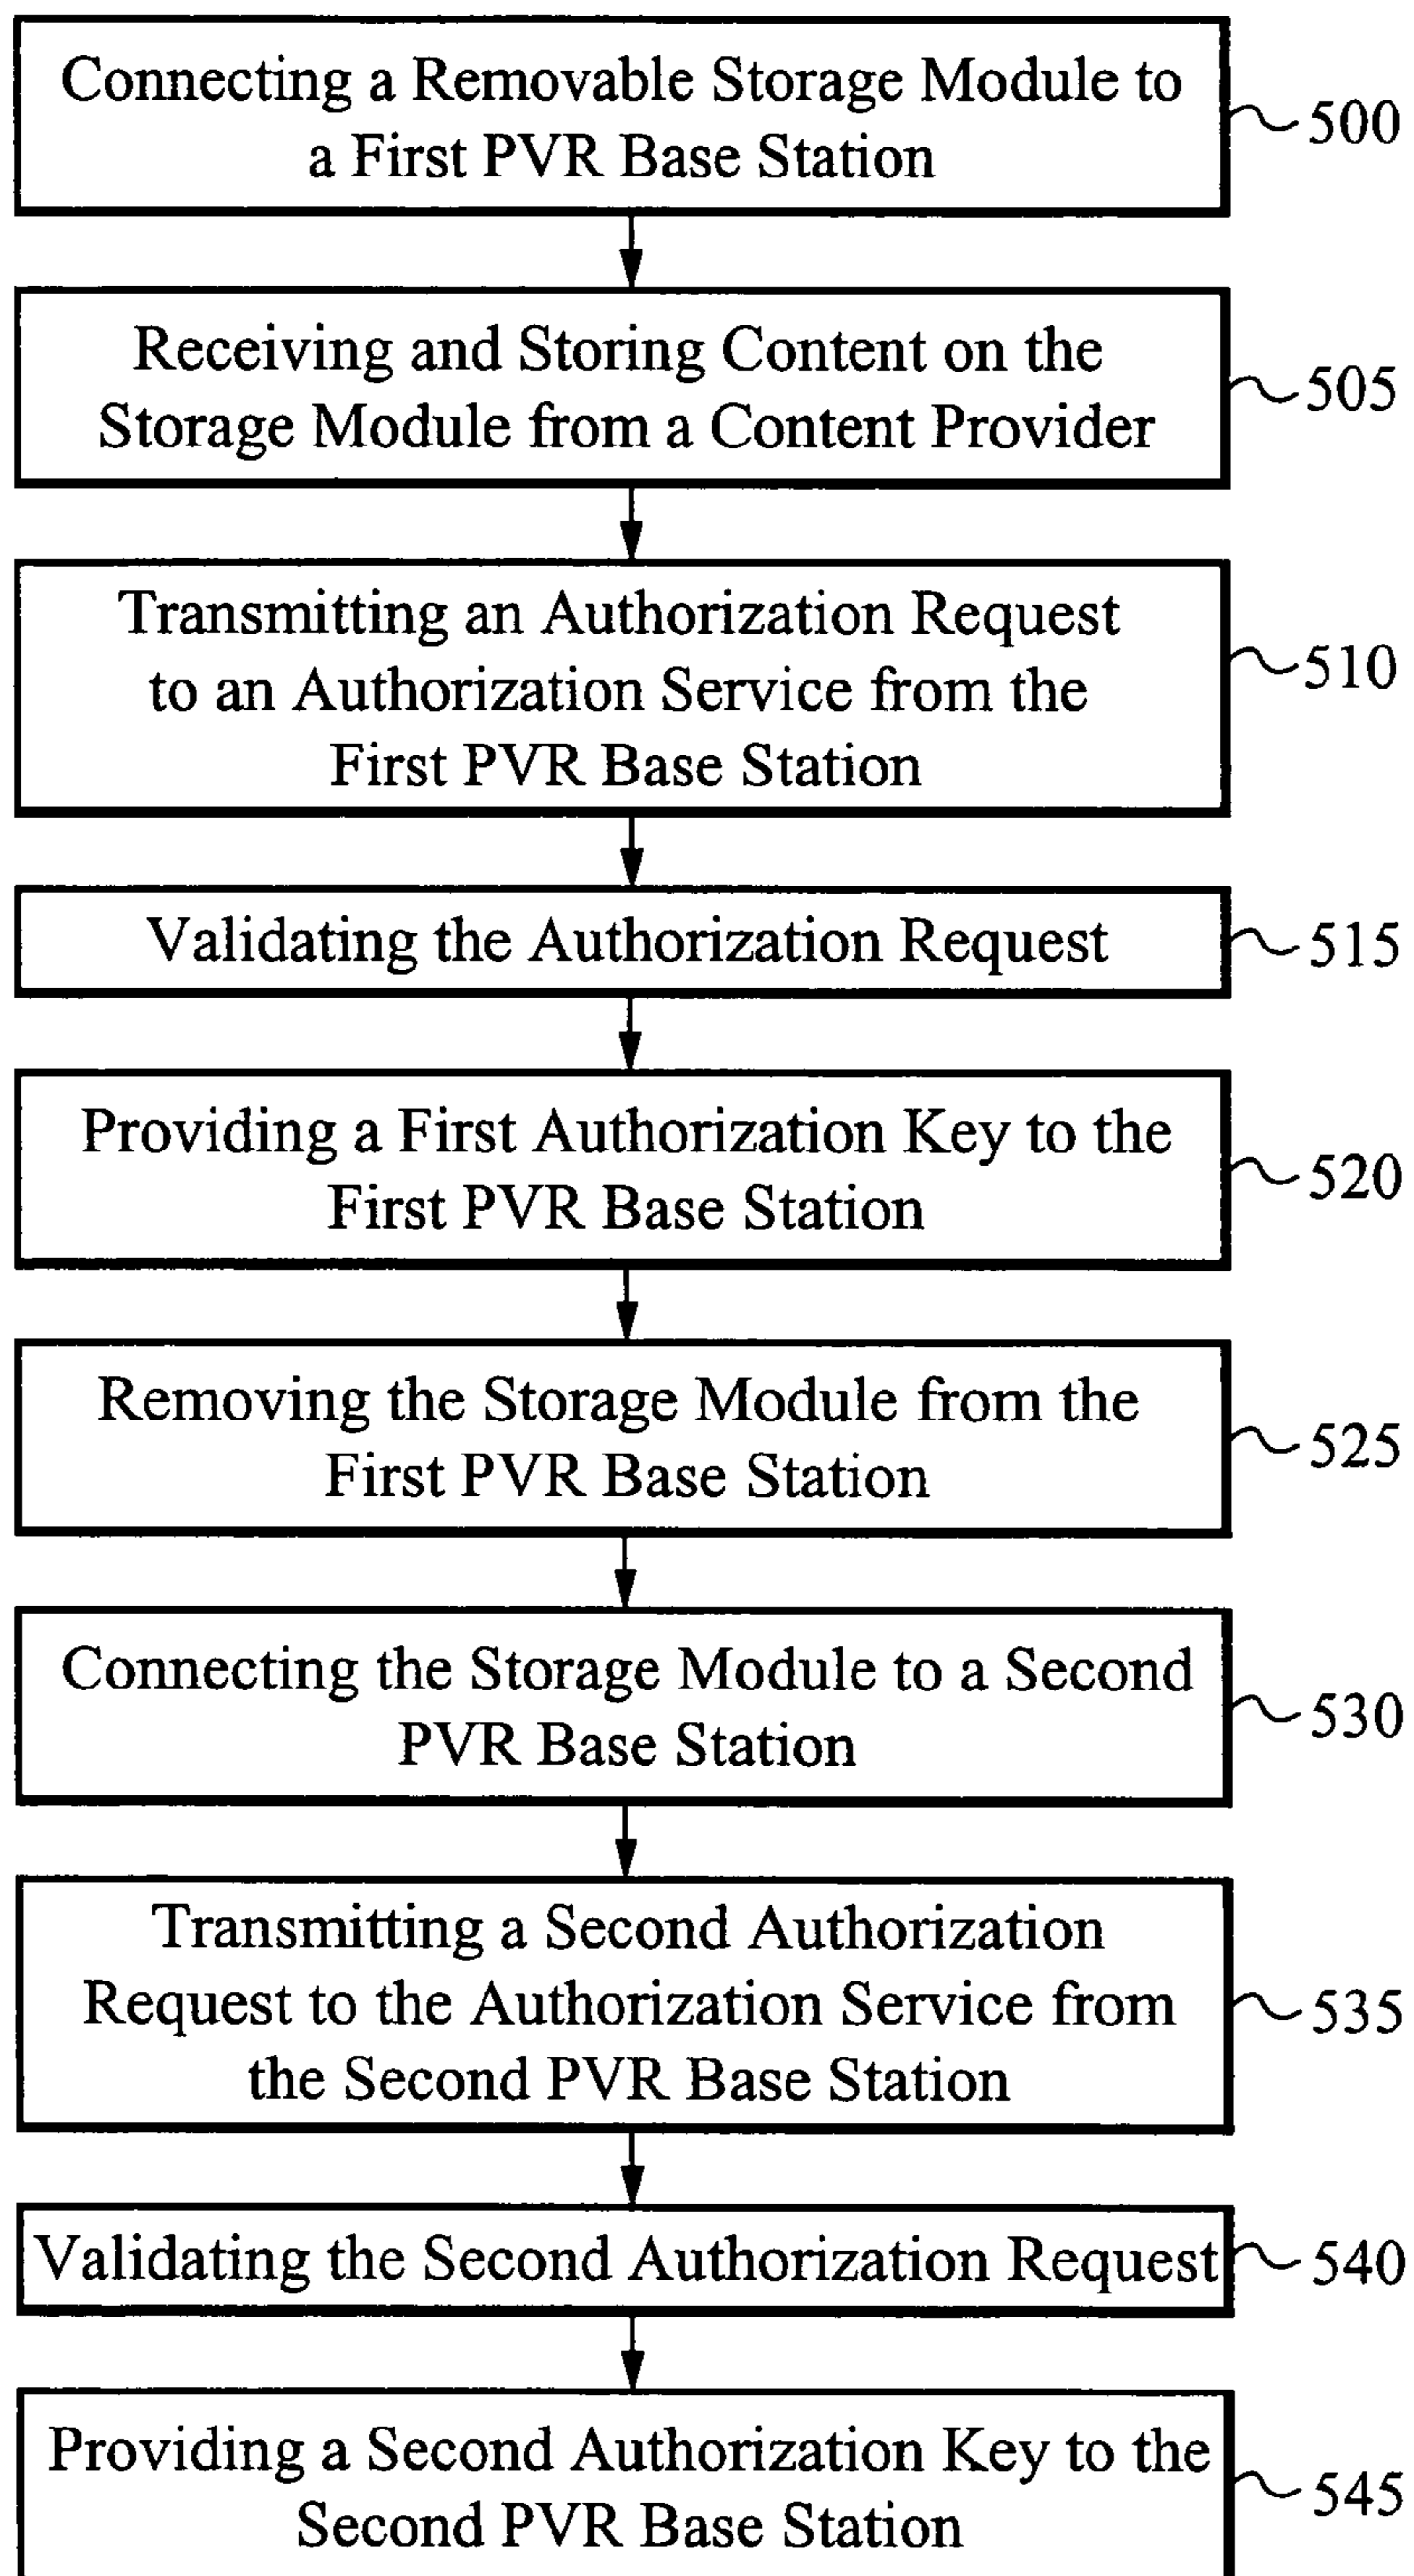 Connecting a Removable Storage Module to
a First PVR Base Station
500
Receiving and Storing Content on the
Storage Module from a Content Provider
505
Transmitting an Authorization Request
to an Authorization Service from the
First PVR Base Station
510
Validating the Authorization Request
515
Providing a First Authorization Key to the
First PVR Base Station
520
Removing the Storage Module from the
First PVR Base Station
525
Connecting the Storage Module to a Second
PVR Base Station
530
Transmitting a Second Authorization
Request to the Authorization Service from
the Second PVR Base Station
535
Validating the Second Authorization Request
540
Providing a Second Authorization Key to the
Second PVR Base Station
545